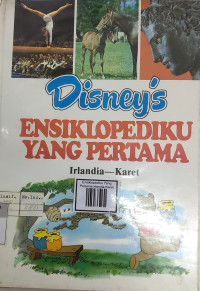 Disney's
ENSIKLOPEDIKU
YANG PERTAMA
Irlandia—Karet